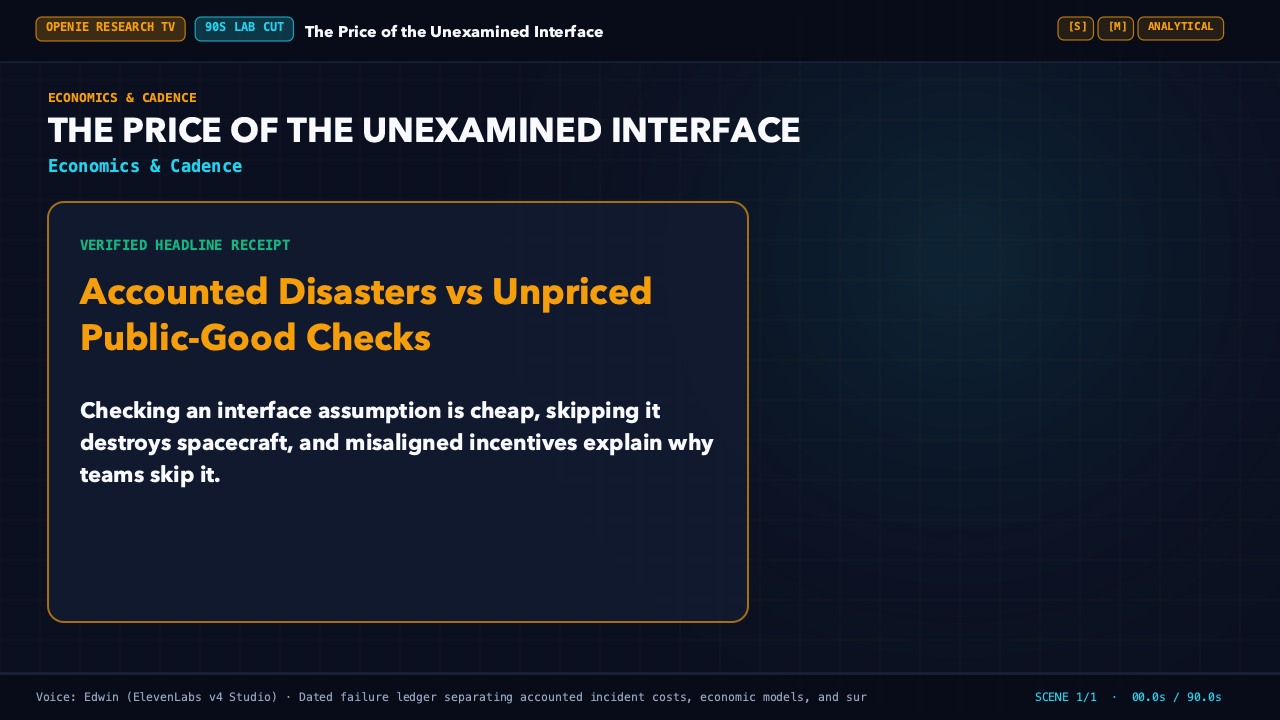 OPENIE RESEARCH TV
90S LAB CUT
The Price of the Unexamined Interface
[S]
[M]
ANALYTICAL
ECONOMICS & CADENCE
THE PRICE OF THE UNEXAMINED INTERFACE
Economics & Cadence
VERIFIED HEADLINE RECEIPT
Accounted Disasters vs Unpriced
Public-Good Checks
Checking an interface assumption is cheap, skipping it
destroys spacecraft, and misaligned incentives explain why
teams skip it.
Voice: Edwin (ElevenLabs v4 Studio) · Dated failure ledger separating accounted incident costs, economic models, and sur
SCENE 1/1 · 00.0s / 90.0s